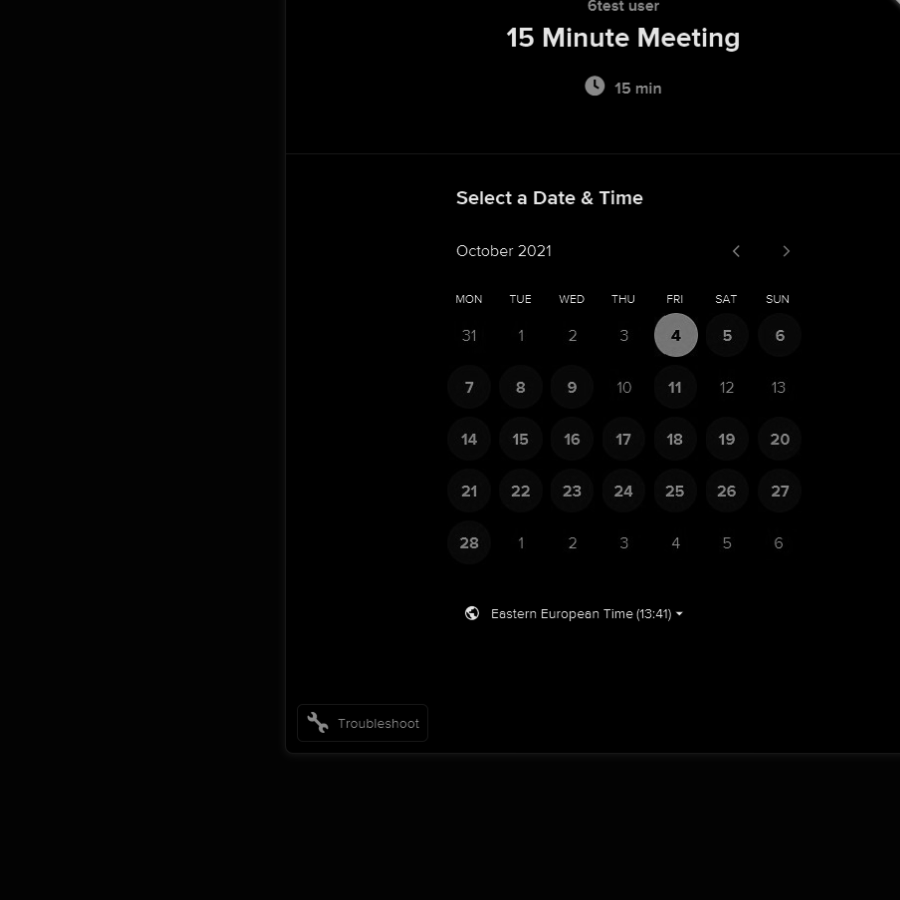 6test user
15 Minute Meeting
15 min
Select a Date & Time
October 2021
MON TUE WED THU FRI SAT SUN
31 1 2 3 4 5 6
7 8 9 10 11 12 13
14 15 16 17 18 19 20
21 22 23 24 25 26 27
28 1 2 3 4 5 6
Eastern European Time (13:41)
Troubleshoot